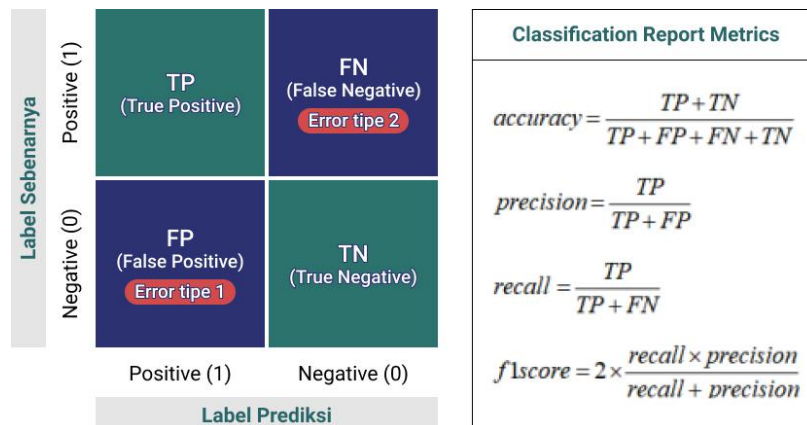 Label Sebenarnya
Positive (1)
Negative (0)
TP
(True Positive)
FN
(False Negative)
Error tipe 2
FP
(False Positive)
Error tipe 1
TN
(True Negative)
Positive (1)
Negative (0)
Label Prediksi
Classification Report Metrics
accuracy = TP + TN / TP + FP + FN + TN
precision = TP / TP + FP
recall = TP / TP + FN
f1score = 2 × recall × precision / recall + precision